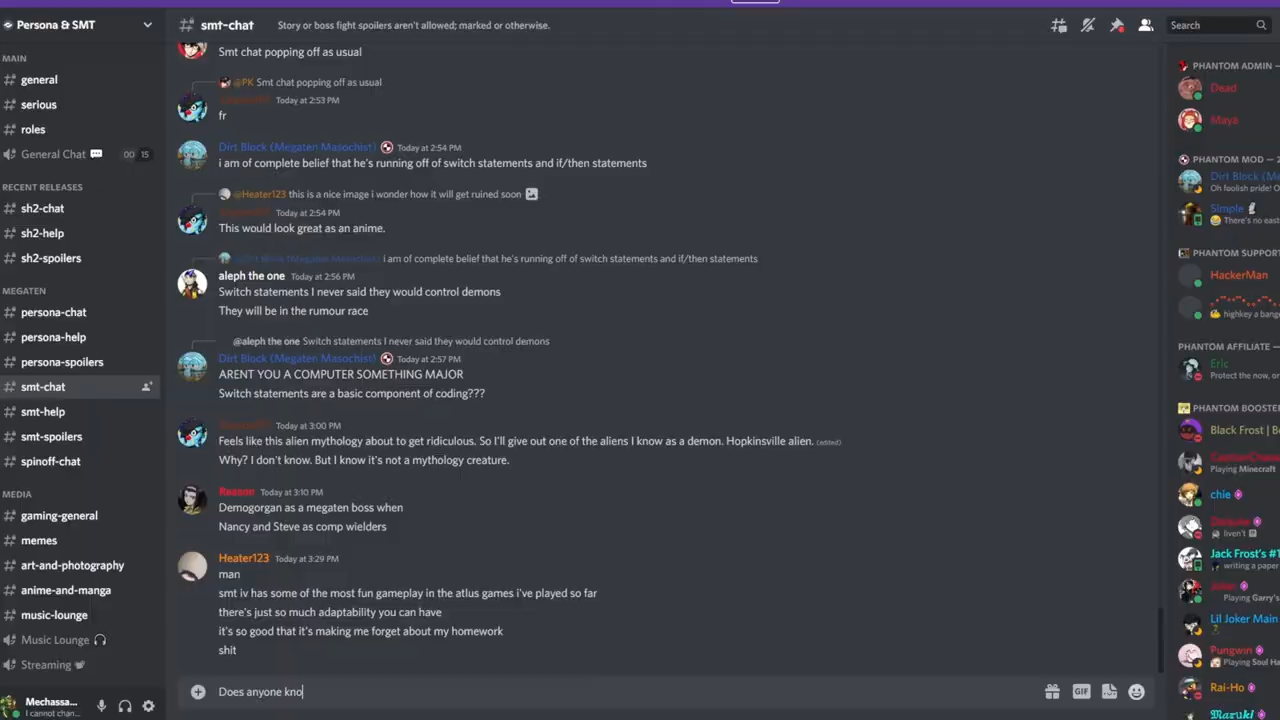 Persona & SMT
smt-chat
Story or boss fight spoilers aren't allowed; marked or otherwise.
Search
MAIN
general
serious
roles
General Chat
00 15
RECENT RELEASES
sh2-chat
sh2-help
sh2-spoilers
MEGATEN
persona-chat
persona-help
persona-spoilers
smt-chat
smt-help
smt-spoilers
spinoff-chat
MEDIA
gaming-general
memes
art-and-photography
anime-and-manga
music-lounge
Music Lounge
Streaming
Mechassa...
I cannot chan...
Smt chat popping off as usual
@PK Smt chat popping off as usual
Today at 2:53 PM
fr
Dirt Block (Megaten Masochist) Today at 2:54 PM
i am of complete belief that he's running off of switch statements and if/then statements
@Heater123 this is a nice image i wonder how it will get ruined soon
Today at 2:54 PM
This would look great as an anime.
@Dirt Block (Megaten Masochist) i am of complete belief that he's running off of switch statements and if/then statements
aleph the one Today at 2:56 PM
Switch statements I never said they would control demons
They will be in the rumour race
@aleph the one Switch statements I never said they would control demons
Dirt Block (Megaten Masochist) Today at 2:57 PM
ARENT YOU A COMPUTER SOMETHING MAJOR
Switch statements are a basic component of coding???
Today at 3:00 PM
Feels like this alien mythology about to get ridiculous. So I'll give out one of the aliens I know as a demon. Hopkinsville alien. (edited)
Why? I don't know. But I know it's not a mythology creature.
Reason Today at 3:10 PM
Demogorgan as a megaten boss when
Nancy and Steve as comp wielders
Heater123 Today at 3:29 PM
man
smt iv has some of the most fun gameplay in the atlus games i've played so far
there's just so much adaptability you can have
it's so good that it's making me forget about my homework
shit
Does anyone kno
GIF
PHANTOM ADMIN —
Dead
Maya
PHANTOM MOD — 2
Dirt Block (Me
Oh foolish pride! O
Simple
There's no east
PHANTOM SUPPORT
HackerMan
highkey a bange
PHANTOM AFFILIATE —
Eric
Protect the now, or
PHANTOM BOOSTER
Black Frost | Be
Playing Minecraft
chie
liven't
Jack Frost's #1
writing a paper
Joker
Playing Garry's
Lil Joker Main
Pungwin
Playing Soul Ha
Rai-Ho
Maruki